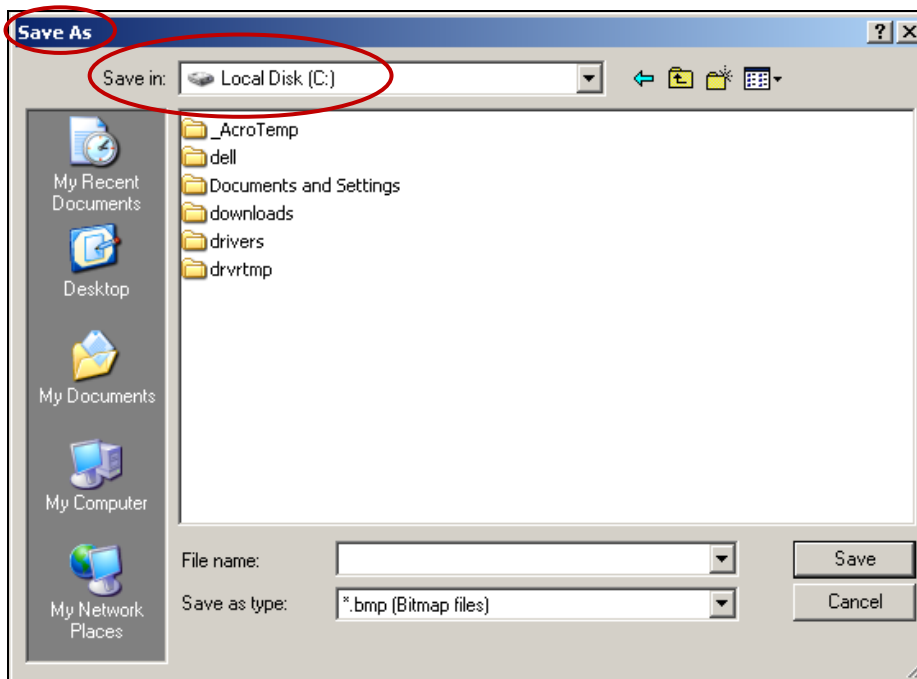 Save As
Save in: Local Disk (C:)
My Recent
Documents
Desktop
My Documents
My Computer
My Network
Places
_AcroTemp
dell
Documents and Settings
downloads
drivers
drvrtmp
File name:
Save
Save as type: *.bmp (Bitmap files)
Cancel